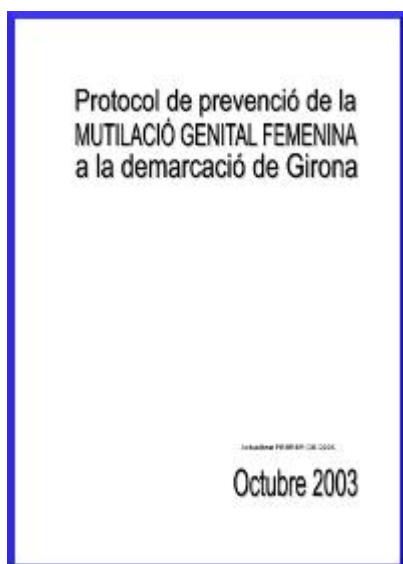 Protocol de prevenció de la
MUTILACIÓ GENITAL FEMENINA
a la demarcació de Girona
Octubre 2003